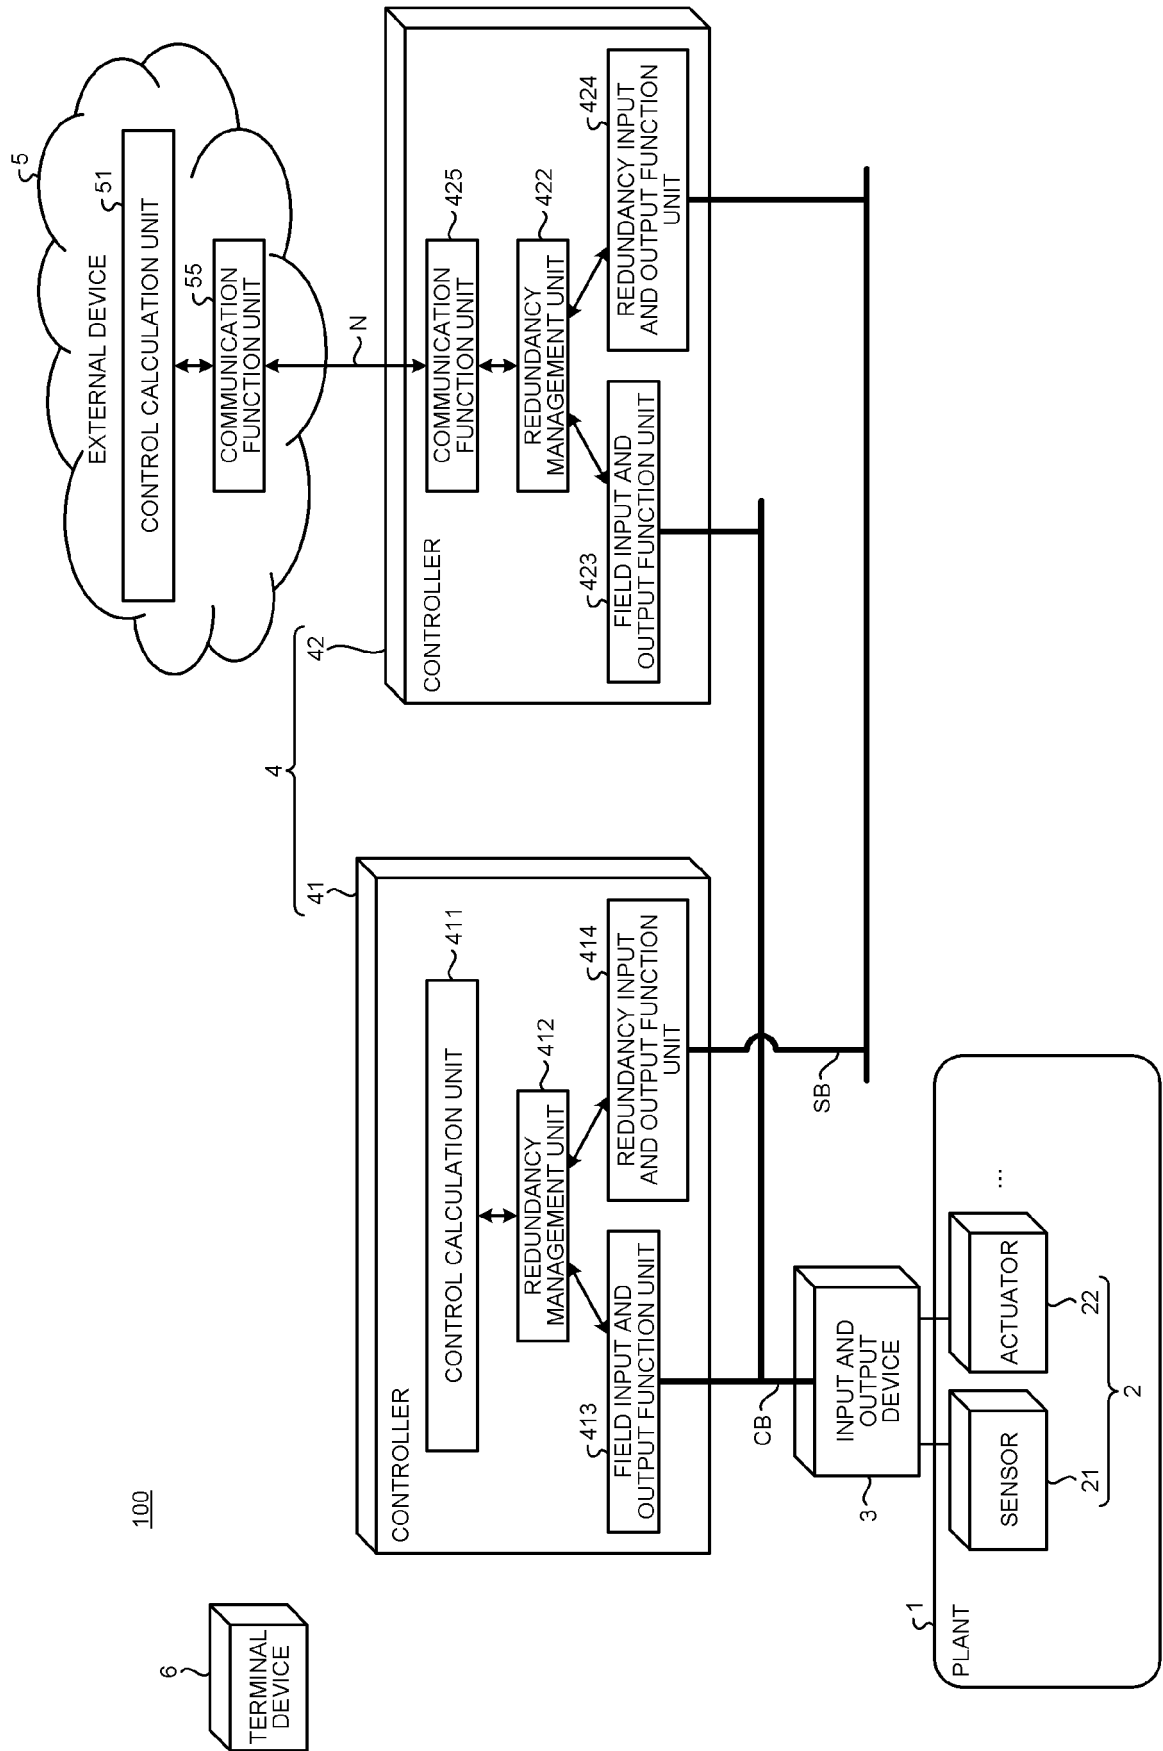 100
6
TERMINAL
DEVICE
4
41
CONTROLLER
411
CONTROL CALCULATION UNIT
412
REDUNDANCY
MANAGEMENT UNIT
413
FIELD INPUT AND
OUTPUT FUNCTION UNIT
414
REDUNDANCY INPUT
AND OUTPUT FUNCTION
UNIT
5
EXTERNAL DEVICE
51
CONTROL CALCULATION UNIT
55
COMMUNICATION
FUNCTION UNIT
N
42
CONTROLLER
425
COMMUNICATION
FUNCTION UNIT
422
REDUNDANCY
MANAGEMENT UNIT
423
FIELD INPUT AND
OUTPUT FUNCTION UNIT
424
REDUNDANCY INPUT
AND OUTPUT FUNCTION
UNIT
CB
SB
3
INPUT AND
OUTPUT
DEVICE
1
PLANT
SENSOR
21
ACTUATOR
22
...
2